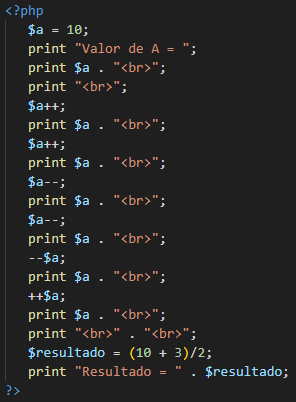 <?php
$a = 10;
print "Valor de A = ";
print $a . "<br>";
print "<br>";
$a++;
print $a . "<br>";
$a++;
print $a . "<br>";
$a--;
print $a . "<br>";
$a--;
print $a . "<br>";
--$a;
print $a . "<br>";
++$a;
print $a . "<br>";
print "<br>" . "<br>";
$resultado = (10 + 3)/2;
print "Resultado = " . $resultado;
?>